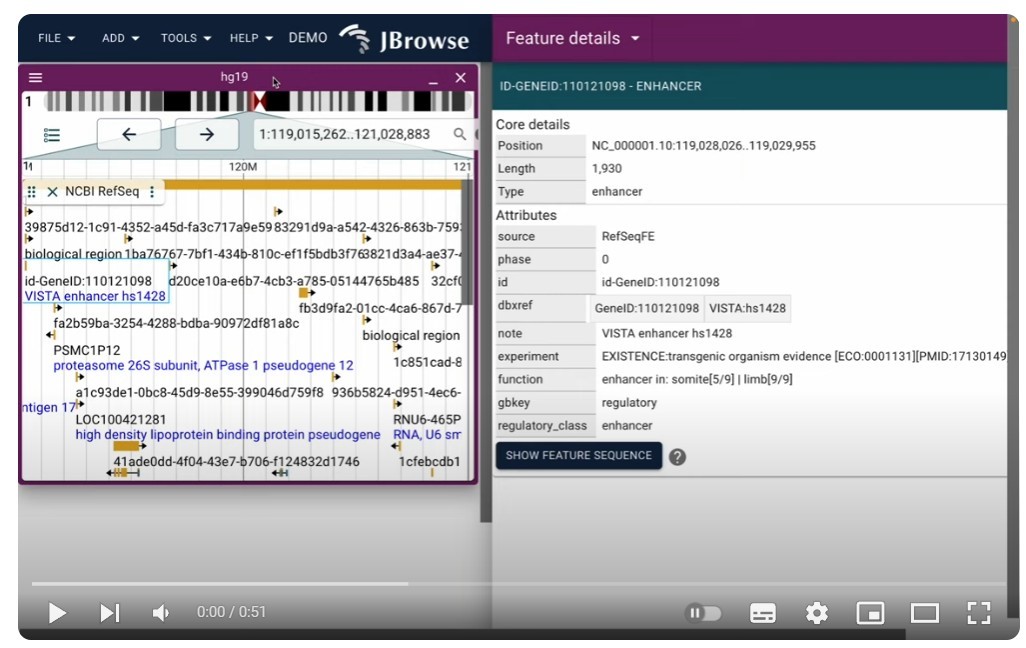 FILE ADD TOOLS HELP DEMO JBrowse
hg19
1
1:119,015,262..121,028,883
120M 121
NCBI RefSeq
39875d12-1c91-4352-a45d-fa3c717a9e59 83291d9a-a542-4326-863b-759
biological region 1ba76767-7bf1-434b-810c-ef1f5bdb3f76 3821d3a4-ae37-
id-GeneID:110121098 d20ce10a-e6b7-4cb3-a785-05144765b485 32cf0
VISTA enhancer hs1428
fb3d9fa2-01cc-4ca6-867d-7
fa2b59ba-3254-4288-bdba-90972df81a8c
biological region
PSMC1P12
1c851cad-8
proteasome 26S subunit, ATPase 1 pseudogene 12
a1c93de1-0bc8-45d9-8e55-399046d759f8 936b5824-d951-4ec6-
ntigen 17
LOC100421281 RNU6-465P
high density lipoprotein binding protein pseudogene RNA, U6 sm
41ade0dd-4f04-43e7-b706-f124832d1746 1cfebcdb1
Feature details
ID-GENEID:110121098 - ENHANCER
Core details
Position NC_000001.10:119,028,026..119,029,955
Length 1,930
Type enhancer
Attributes
source RefSeqFE
phase 0
id id-GeneID:110121098
dbxref GeneID:110121098 VISTA:hs1428
note VISTA enhancer hs1428
experiment EXISTENCE:transgenic organism evidence [ECO:0001131][PMID:17130149
function enhancer in: somite[5/9] | limb[9/9]
gbkey regulatory
regulatory_class enhancer
SHOW FEATURE SEQUENCE ?
0:00 / 0:51